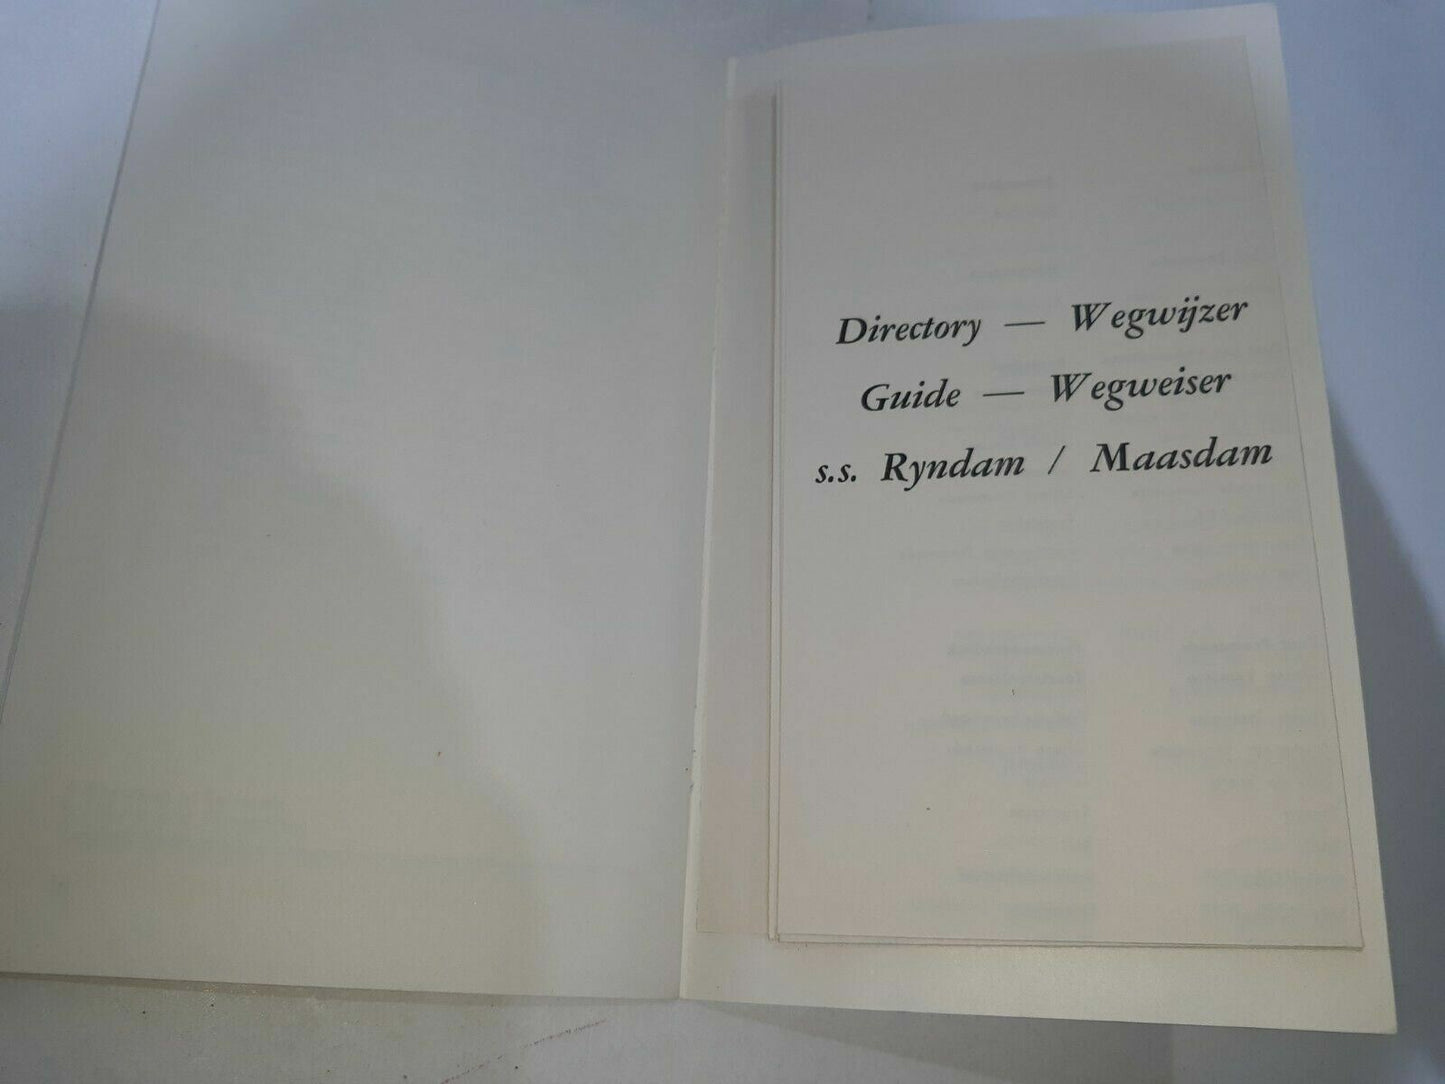 Directory — Wegwijzer
Guide — Wegweiser
s.s. Ryndam / Maasdam